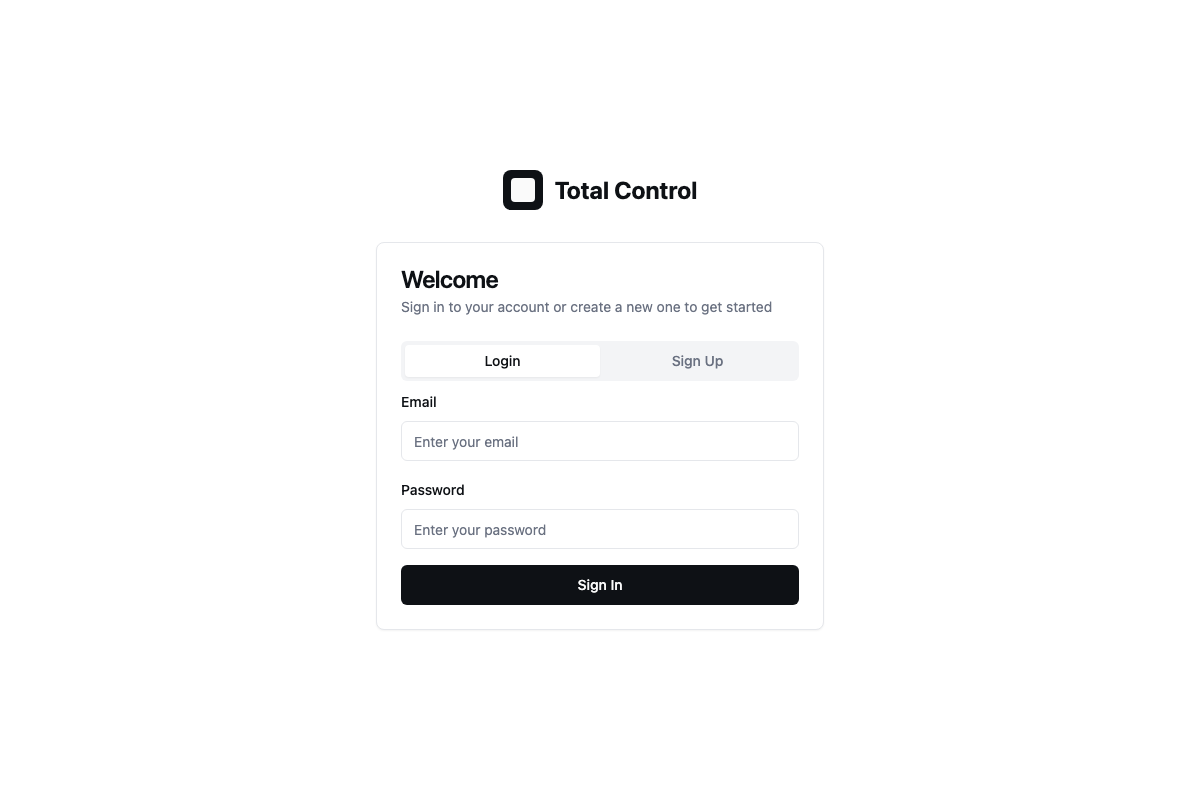 Total Control
Welcome
Sign in to your account or create a new one to get started
Login
Sign Up
Email
Enter your email
Password
Enter your password
Sign In